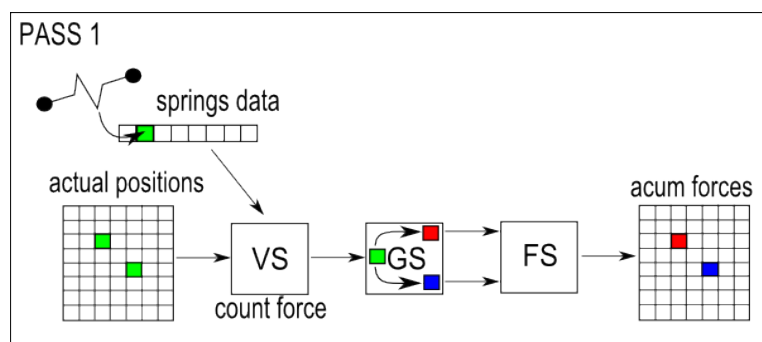 PASS 1
springs data
actual positions
acum forces
VS
GS
FS
count force